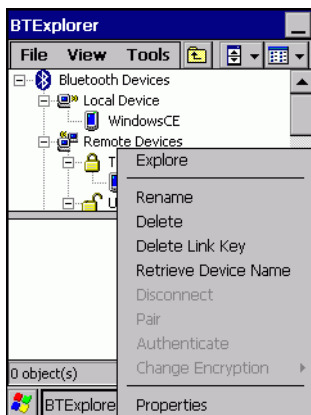 BTExplorer
File View Tools
Bluetooth Devices
Local Device
WindowsCE
Remote Devices
T
U
Explore
Rename
Delete
Delete Link Key
Retrieve Device Name
Disconnect
Pair
Authenticate
Change Encryption
Properties
0 object(s)
BTExplore